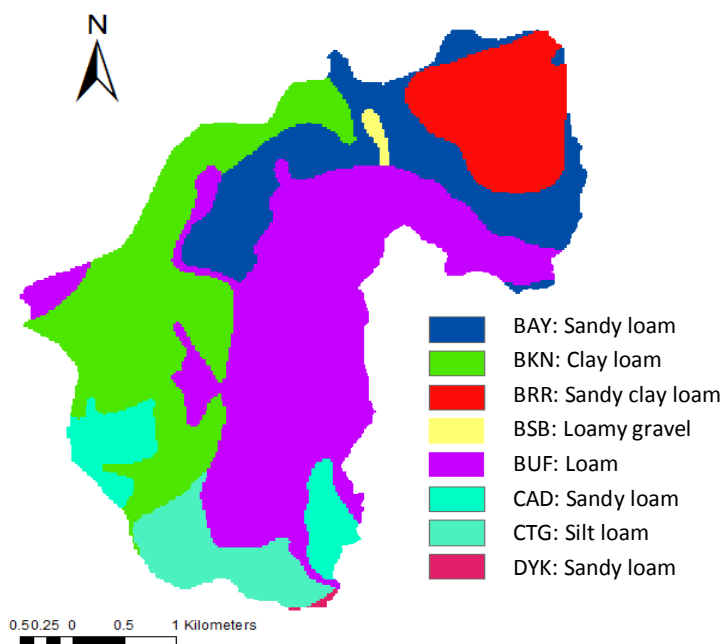 N
BAY: Sandy loam
BKN: Clay loam
BRR: Sandy clay loam
BSB: Loamy gravel
BUF: Loam
CAD: Sandy loam
CTG: Silt loam
DYK: Sandy loam
0.50.25 0 0.5 1 Kilometers